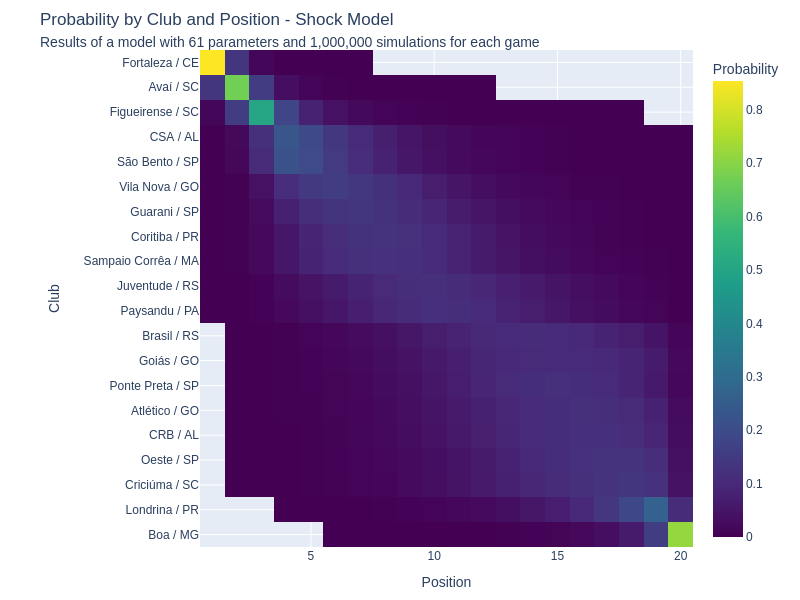 Probability by Club and Position - Shock Model
Results of a model with 61 parameters and 1,000,000 simulations for each game
Probability
Fortaleza / CE
Avaí / SC
Figueirense / SC
CSA / AL
São Bento / SP
Vila Nova / GO
Guarani / SP
Coritiba / PR
Sampaio Corrêa / MA
Juventude / RS
Paysandu / PA
Brasil / RS
Goiás / GO
Ponte Preta / SP
Atlético / GO
CRB / AL
Oeste / SP
Criciúma / SC
Londrina / PR
Boa / MG
Club
5
10
15
20
Position
0.8
0.7
0.6
0.5
0.4
0.3
0.2
0.1
0